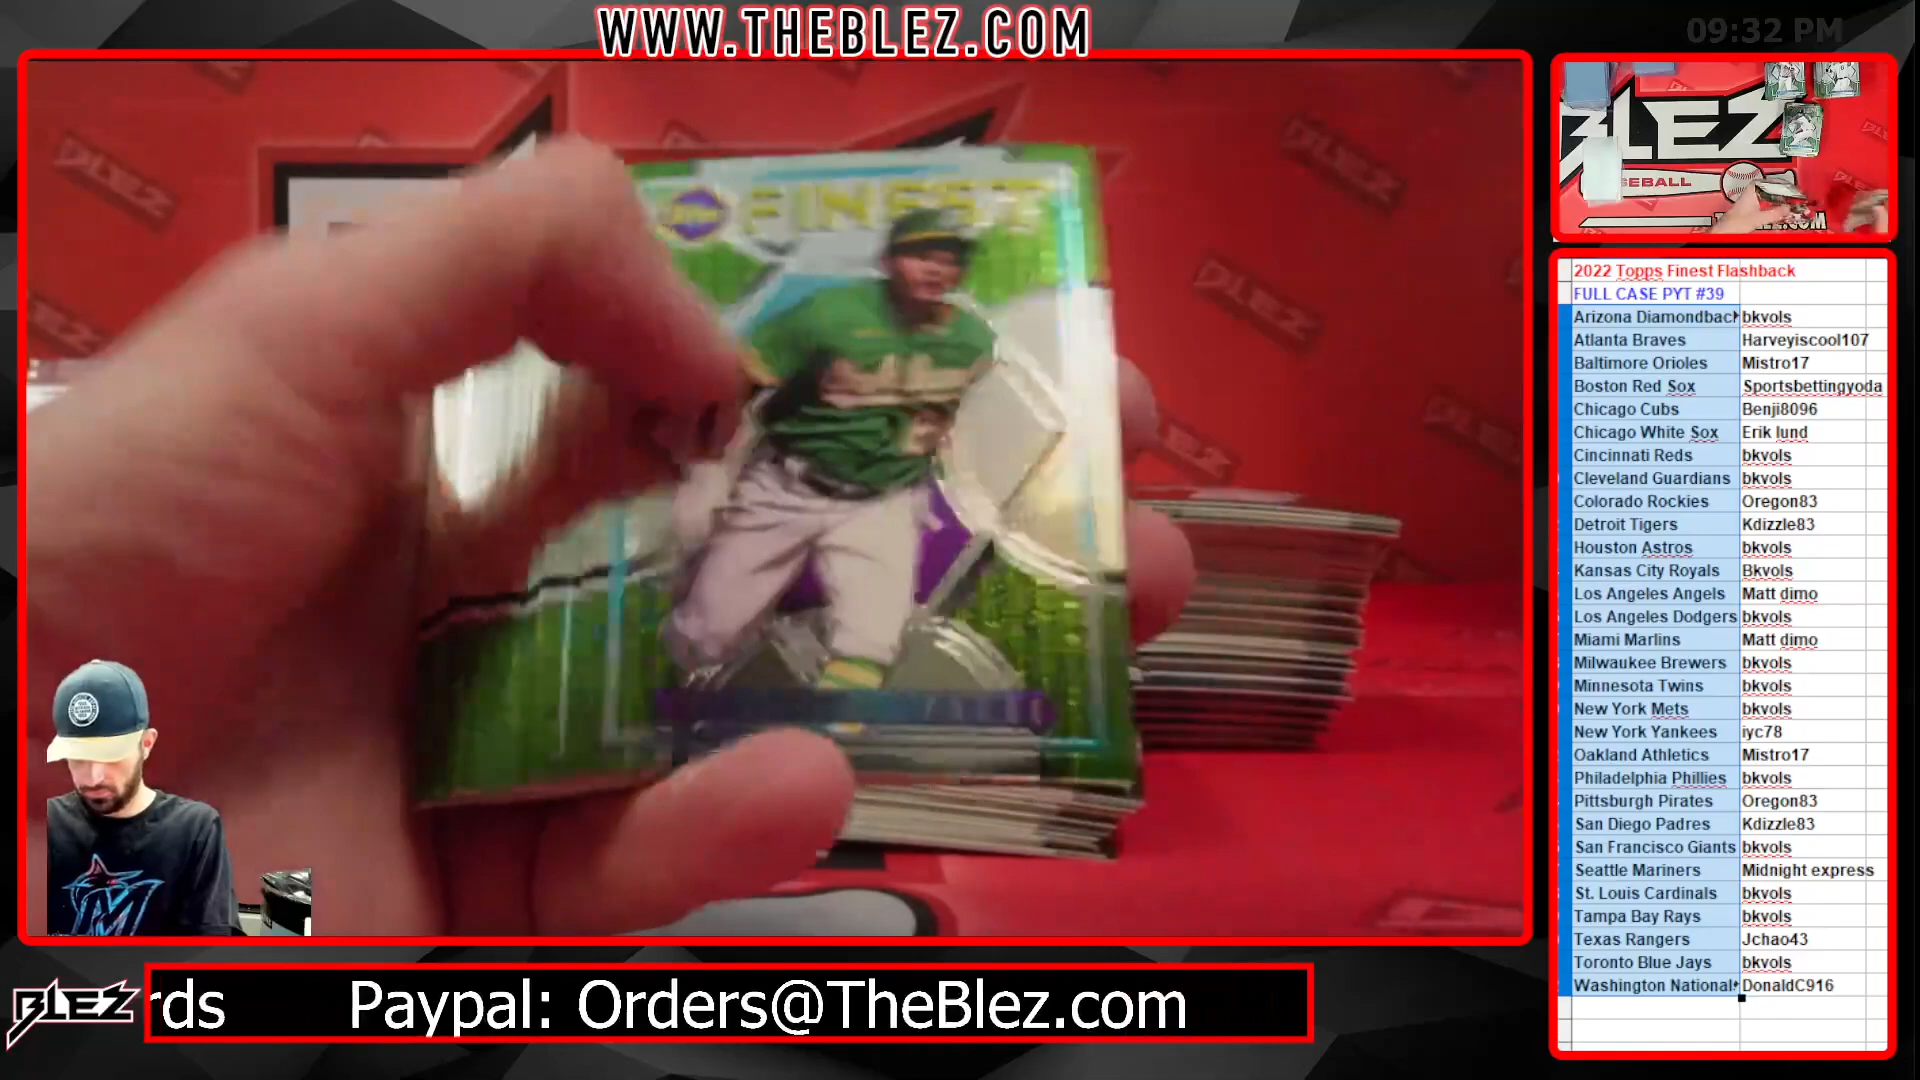 WWW.THEBLEZ.COM
09:32 PM
FINEST
BLEZ
BASEBALL
2022 Topps Finest Flashback
FULL CASE PYT #39
Arizona Diamondback bkvols
Atlanta Braves Harveyiscool107
Baltimore Orioles Mistro17
Boston Red Sox Sportsbettingyoda
Chicago Cubs Benji8096
Chicago White Sox Erik lund
Cincinnati Reds bkvols
Cleveland Guardians bkvols
Colorado Rockies Oregon83
Detroit Tigers Kdizzle83
Houston Astros bkvols
Kansas City Royals Bkvols
Los Angeles Angels Matt dimo
Los Angeles Dodgers bkvols
Miami Marlins Matt dimo
Milwaukee Brewers bkvols
Minnesota Twins bkvols
New York Mets bkvols
New York Yankees iyc78
Oakland Athletics Mistro17
Philadelphia Phillies bkvols
Pittsburgh Pirates Oregon83
San Diego Padres Kdizzle83
San Francisco Giants bkvols
Seattle Mariners Midnight express
St. Louis Cardinals bkvols
Tampa Bay Rays bkvols
Texas Rangers Jchao43
Toronto Blue Jays bkvols
Washington National DonaldC916
BLEZ
rds Paypal: Orders@TheBlez.com